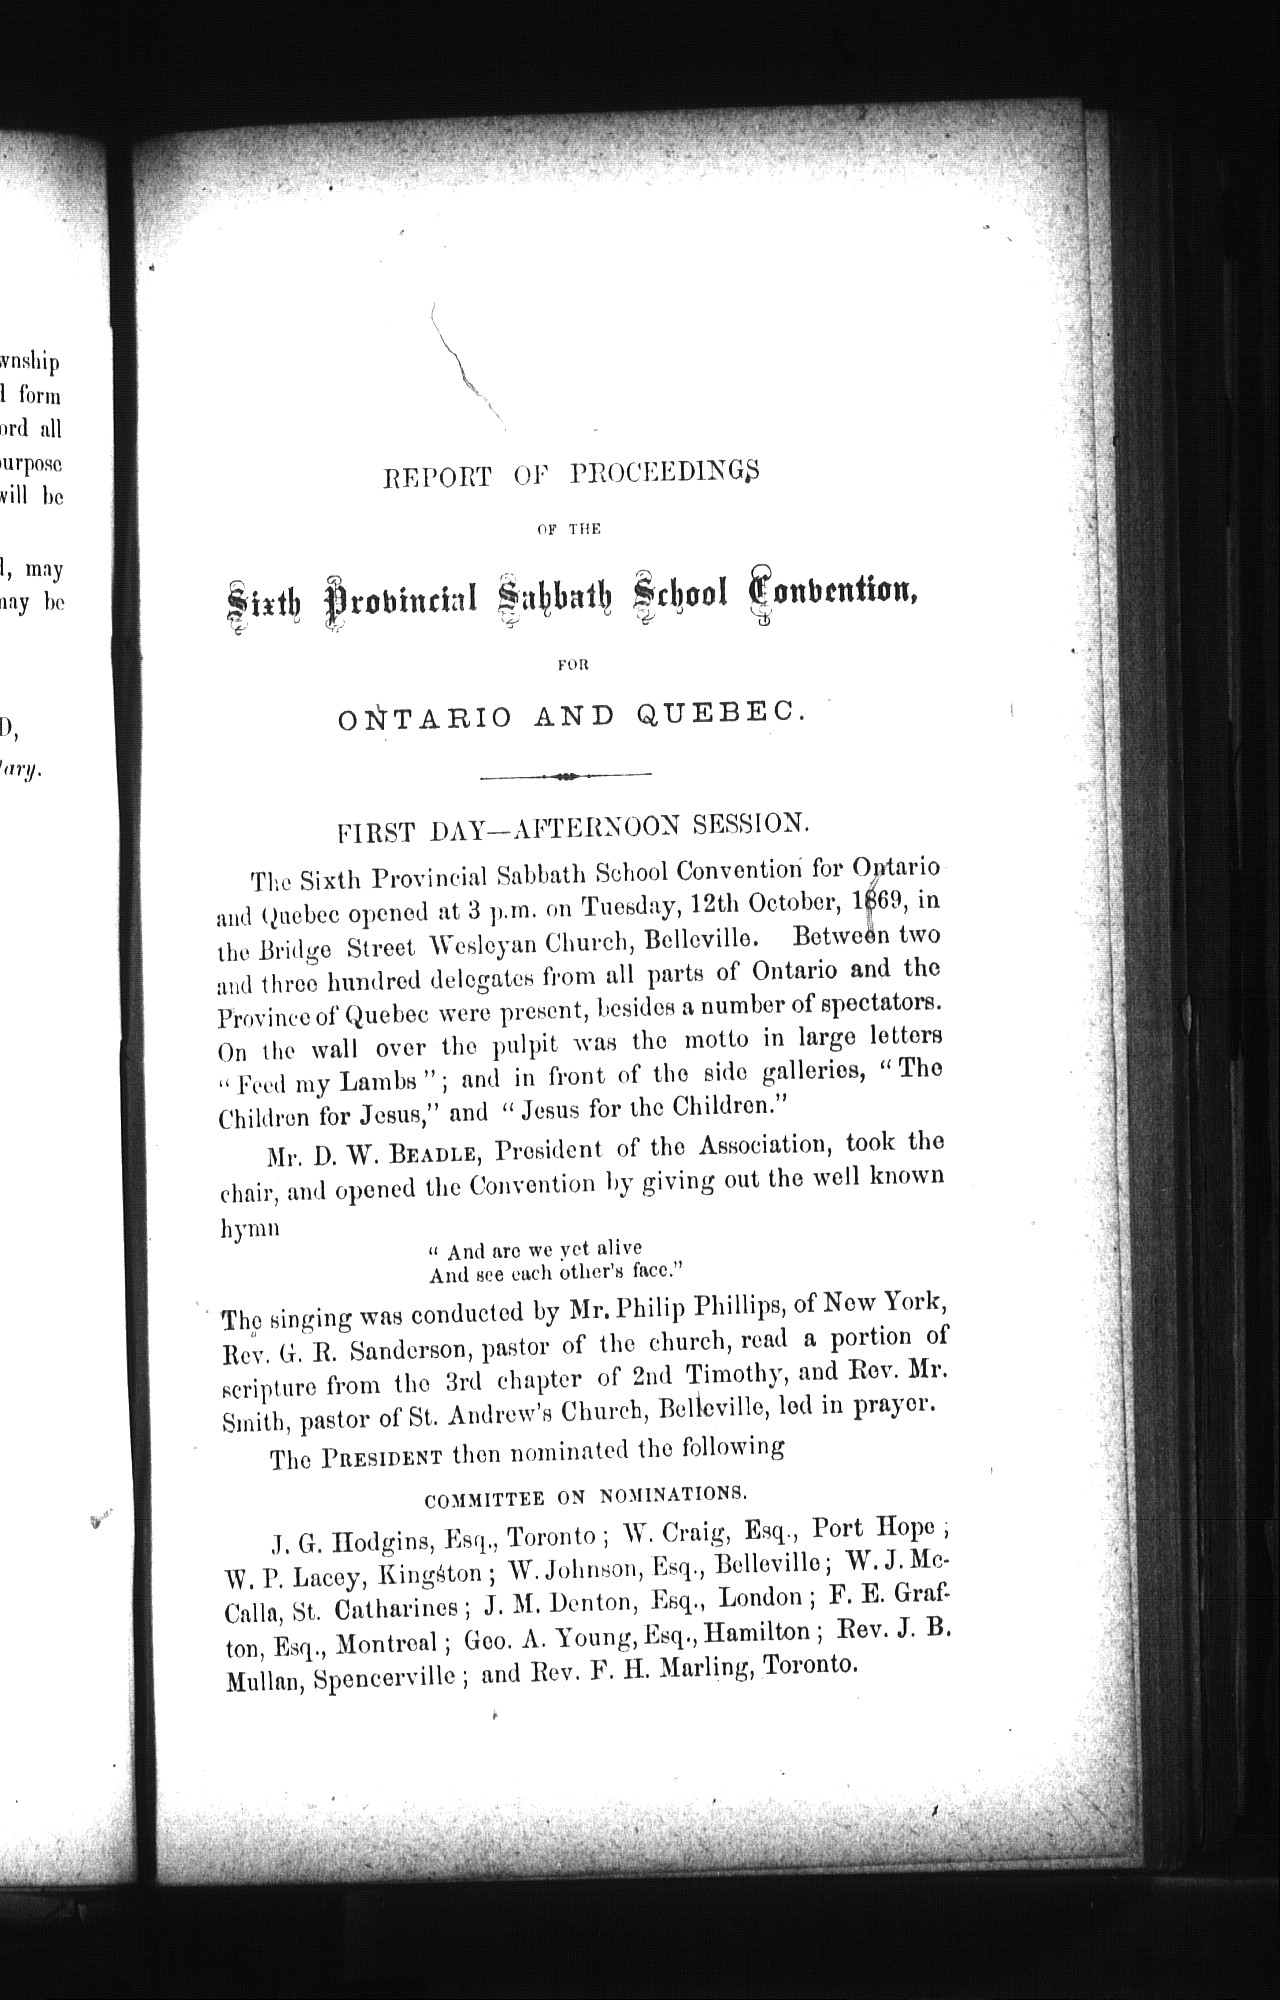 wnship
form
ord all
urpose
will be
may
may be
D,
tary.
REPORT OF PROCEEDINGS
OF THE
Sixth Provincial Sabbath School Convention,
FOR
ONTARIO AND QUEBEC.
FIRST DAY—AFTERNOON SESSION.
The Sixth Provincial Sabbath School Convention for Ontario
and Quebec opened at 3 p.m. on Tuesday, 12th October, 1869, in
the Bridge Street Wesleyan Church, Belleville. Between two
and three hundred delegates from all parts of Ontario and the
Province of Quebec were present, besides a number of spectators.
On the wall over the pulpit was the motto in large letters
“ Feed my Lambs ” ; and in front of the side galleries, “ The
Children for Jesus,” and “ Jesus for the Children.”
Mr. D. W. BEADLE, President of the Association, took the
chair, and opened the Convention by giving out the well known
hymn
“ And are we yet alive
And see each other's face.”
The singing was conducted by Mr. Philip Phillips, of New York,
Rev. G. R. Sanderson, pastor of the church, read a portion of
scripture from the 3rd chapter of 2nd Timothy, and Rev. Mr.
Smith, pastor of St. Andrew's Church, Belleville, led in prayer.
The PRESIDENT then nominated the following
COMMITTEE ON NOMINATIONS.
J. G. Hodgins, Esq., Toronto ; W. Craig, Esq., Port Hope ;
W. P. Lacey, Kingston ; W. Johnson, Esq., Belleville ; W. J. Mc-
Calla, St. Catharines ; J. M. Denton, Esq., London ; F. E. Graf-
ton, Esq., Montreal ; Geo. A. Young, Esq., Hamilton ; Rev. J. B.
Mullan, Spencerville ; and Rev. F. H. Marling, Toronto.